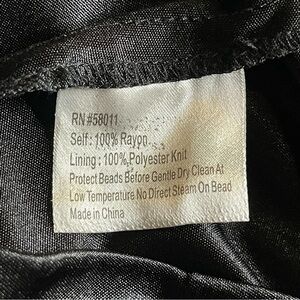 RN#58011
Self: 100% Rayon
Lining: 100% Polyester Knit
Protect Beads Before Gentle Dry Clean At
Low Temperature No Direct Steam On Bead
Made in China